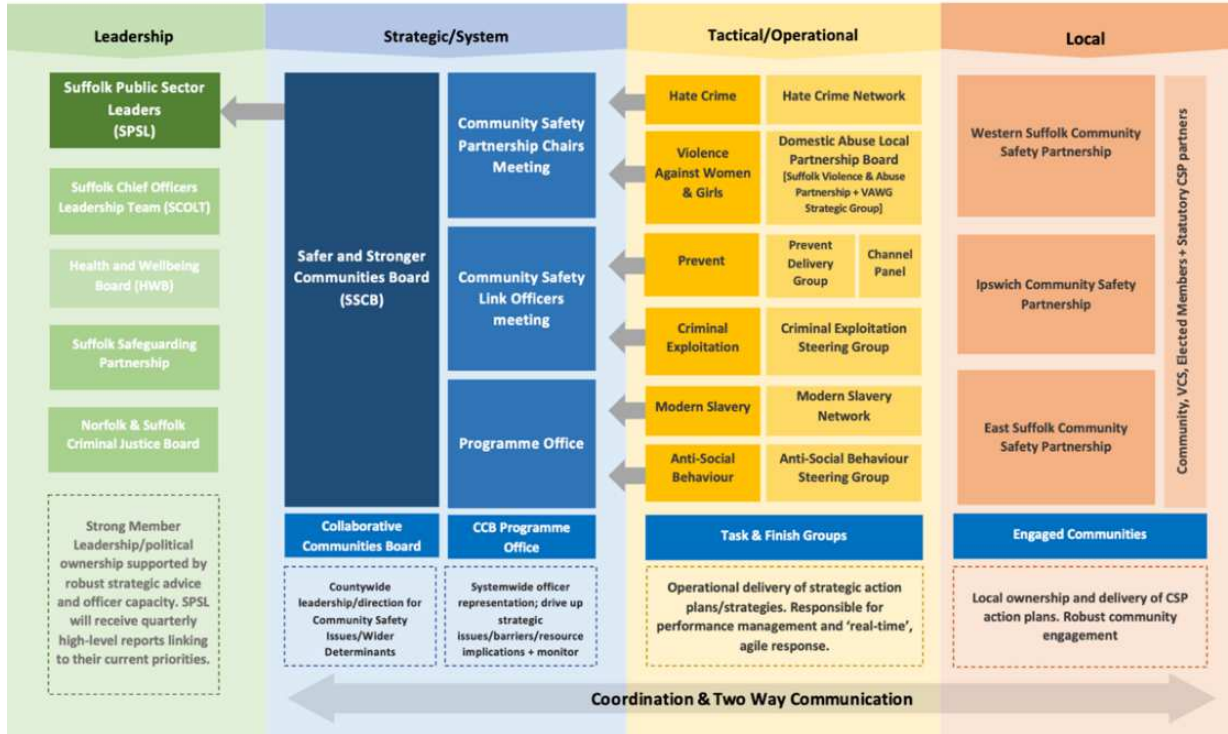 Leadership
Suffolk Public Sector
Leaders
(SPSL)
Suffolk Chief Officers
Leadership Team (SCOLT)
Health and Wellbeing
Board (HWB)
Suffolk Safeguarding
Partnership
Norfolk & Suffolk
Criminal Justice Board
Strong Member
Leadership/political
ownership supported by
robust strategic advice
and officer capacity. SPSL
will receive quarterly
high-level reports linking
to their current priorities.
Strategic/System
Safer and Stronger
Communities Board
(SSCB)
Community Safety
Partnership Chairs
Meeting
Community Safety
Link Officers
meeting
Programme Office
Collaborative
Communities Board
CCB Programme
Office
Countywide
leadership/direction for
Community Safety
Issues/Wider
Determinants
Systemwide officer
representation; drive up
strategic
issues/barriers/resource
implications + monitor
Tactical/Operational
Hate Crime
Hate Crime Network
Violence
Against Women
& Girls
Domestic Abuse Local
Partnership Board
[Suffolk Violence & Abuse
Partnership + VAWG
Strategic Group]
Prevent
Prevent
Delivery
Group
Channel
Panel
Criminal
Exploitation
Criminal Exploitation
Steering Group
Modern Slavery
Modern Slavery
Network
Anti-Social
Behaviour
Anti-Social Behaviour
Steering Group
Task & Finish Groups
Operational delivery of strategic action
plans/strategies. Responsible for
performance management and ‘real-time’,
agile response.
Local
Western Suffolk Community
Safety Partnership
Ipswich Community Safety
Partnership
East Suffolk Community
Safety Partnership
Community, VCS, Elected Members + Statutory CSP partners
Engaged Communities
Local ownership and delivery of CSP
action plans. Robust community
engagement
Coordination & Two Way Communication